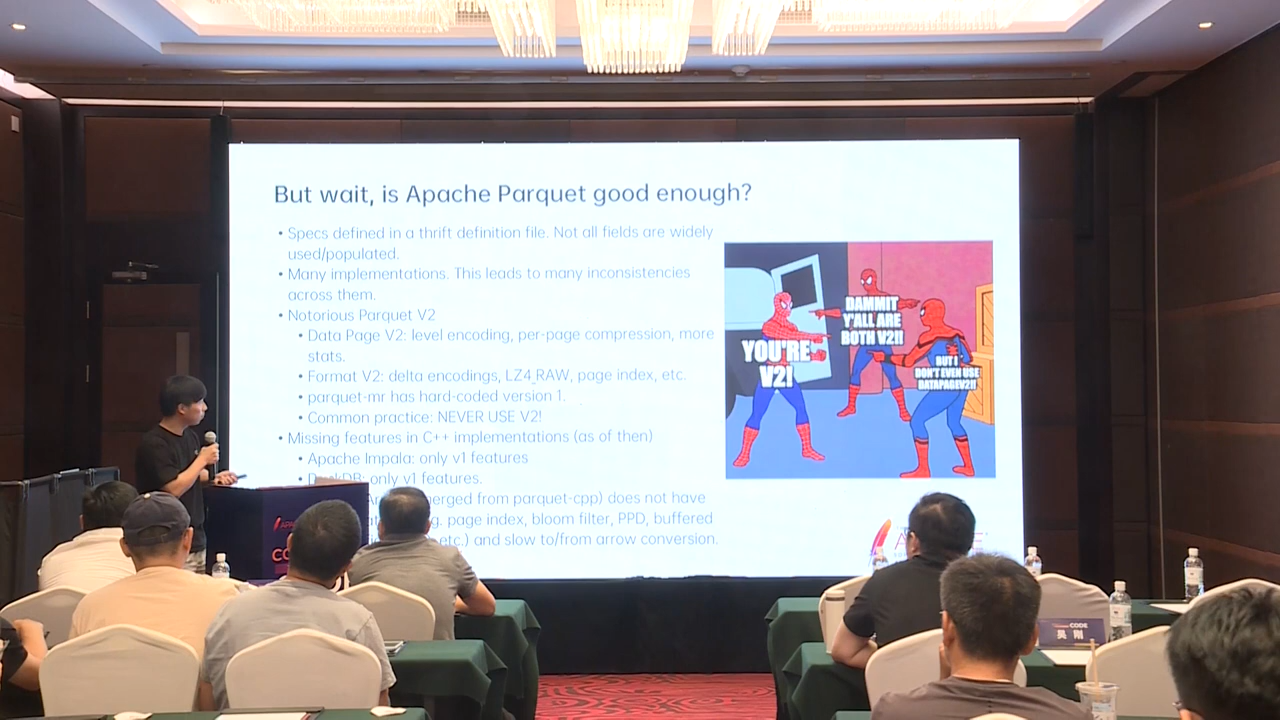 But wait, is Apache Parquet good enough?
• Specs defined in a thrift definition file. Not all fields are widely
used/populated.
• Many implementations. This leads to many inconsistencies
across them.
• Notorious Parquet V2
• Data Page V2: level encoding, per-page compression, more
stats.
• Format V2: delta encodings, LZ4_RAW, page index, etc.
• parquet-mr has hard-coded version 1.
• Common practice: NEVER USE V2!
• Missing features in C++ implementations (as of then)
• Apache Impala: only v1 features
DB: only v1 features.
erged from parquet-cpp) does not have
g. page index, bloom filter, PPD, buffered
etc.) and slow to/from arrow conversion.
YOU'RE
V2!
DAMMIT
Y'ALL ARE
BOTH V2!!
BUT I
DON'T EVEN USE
DATAPAGEV2!!
CODE
吴 刚